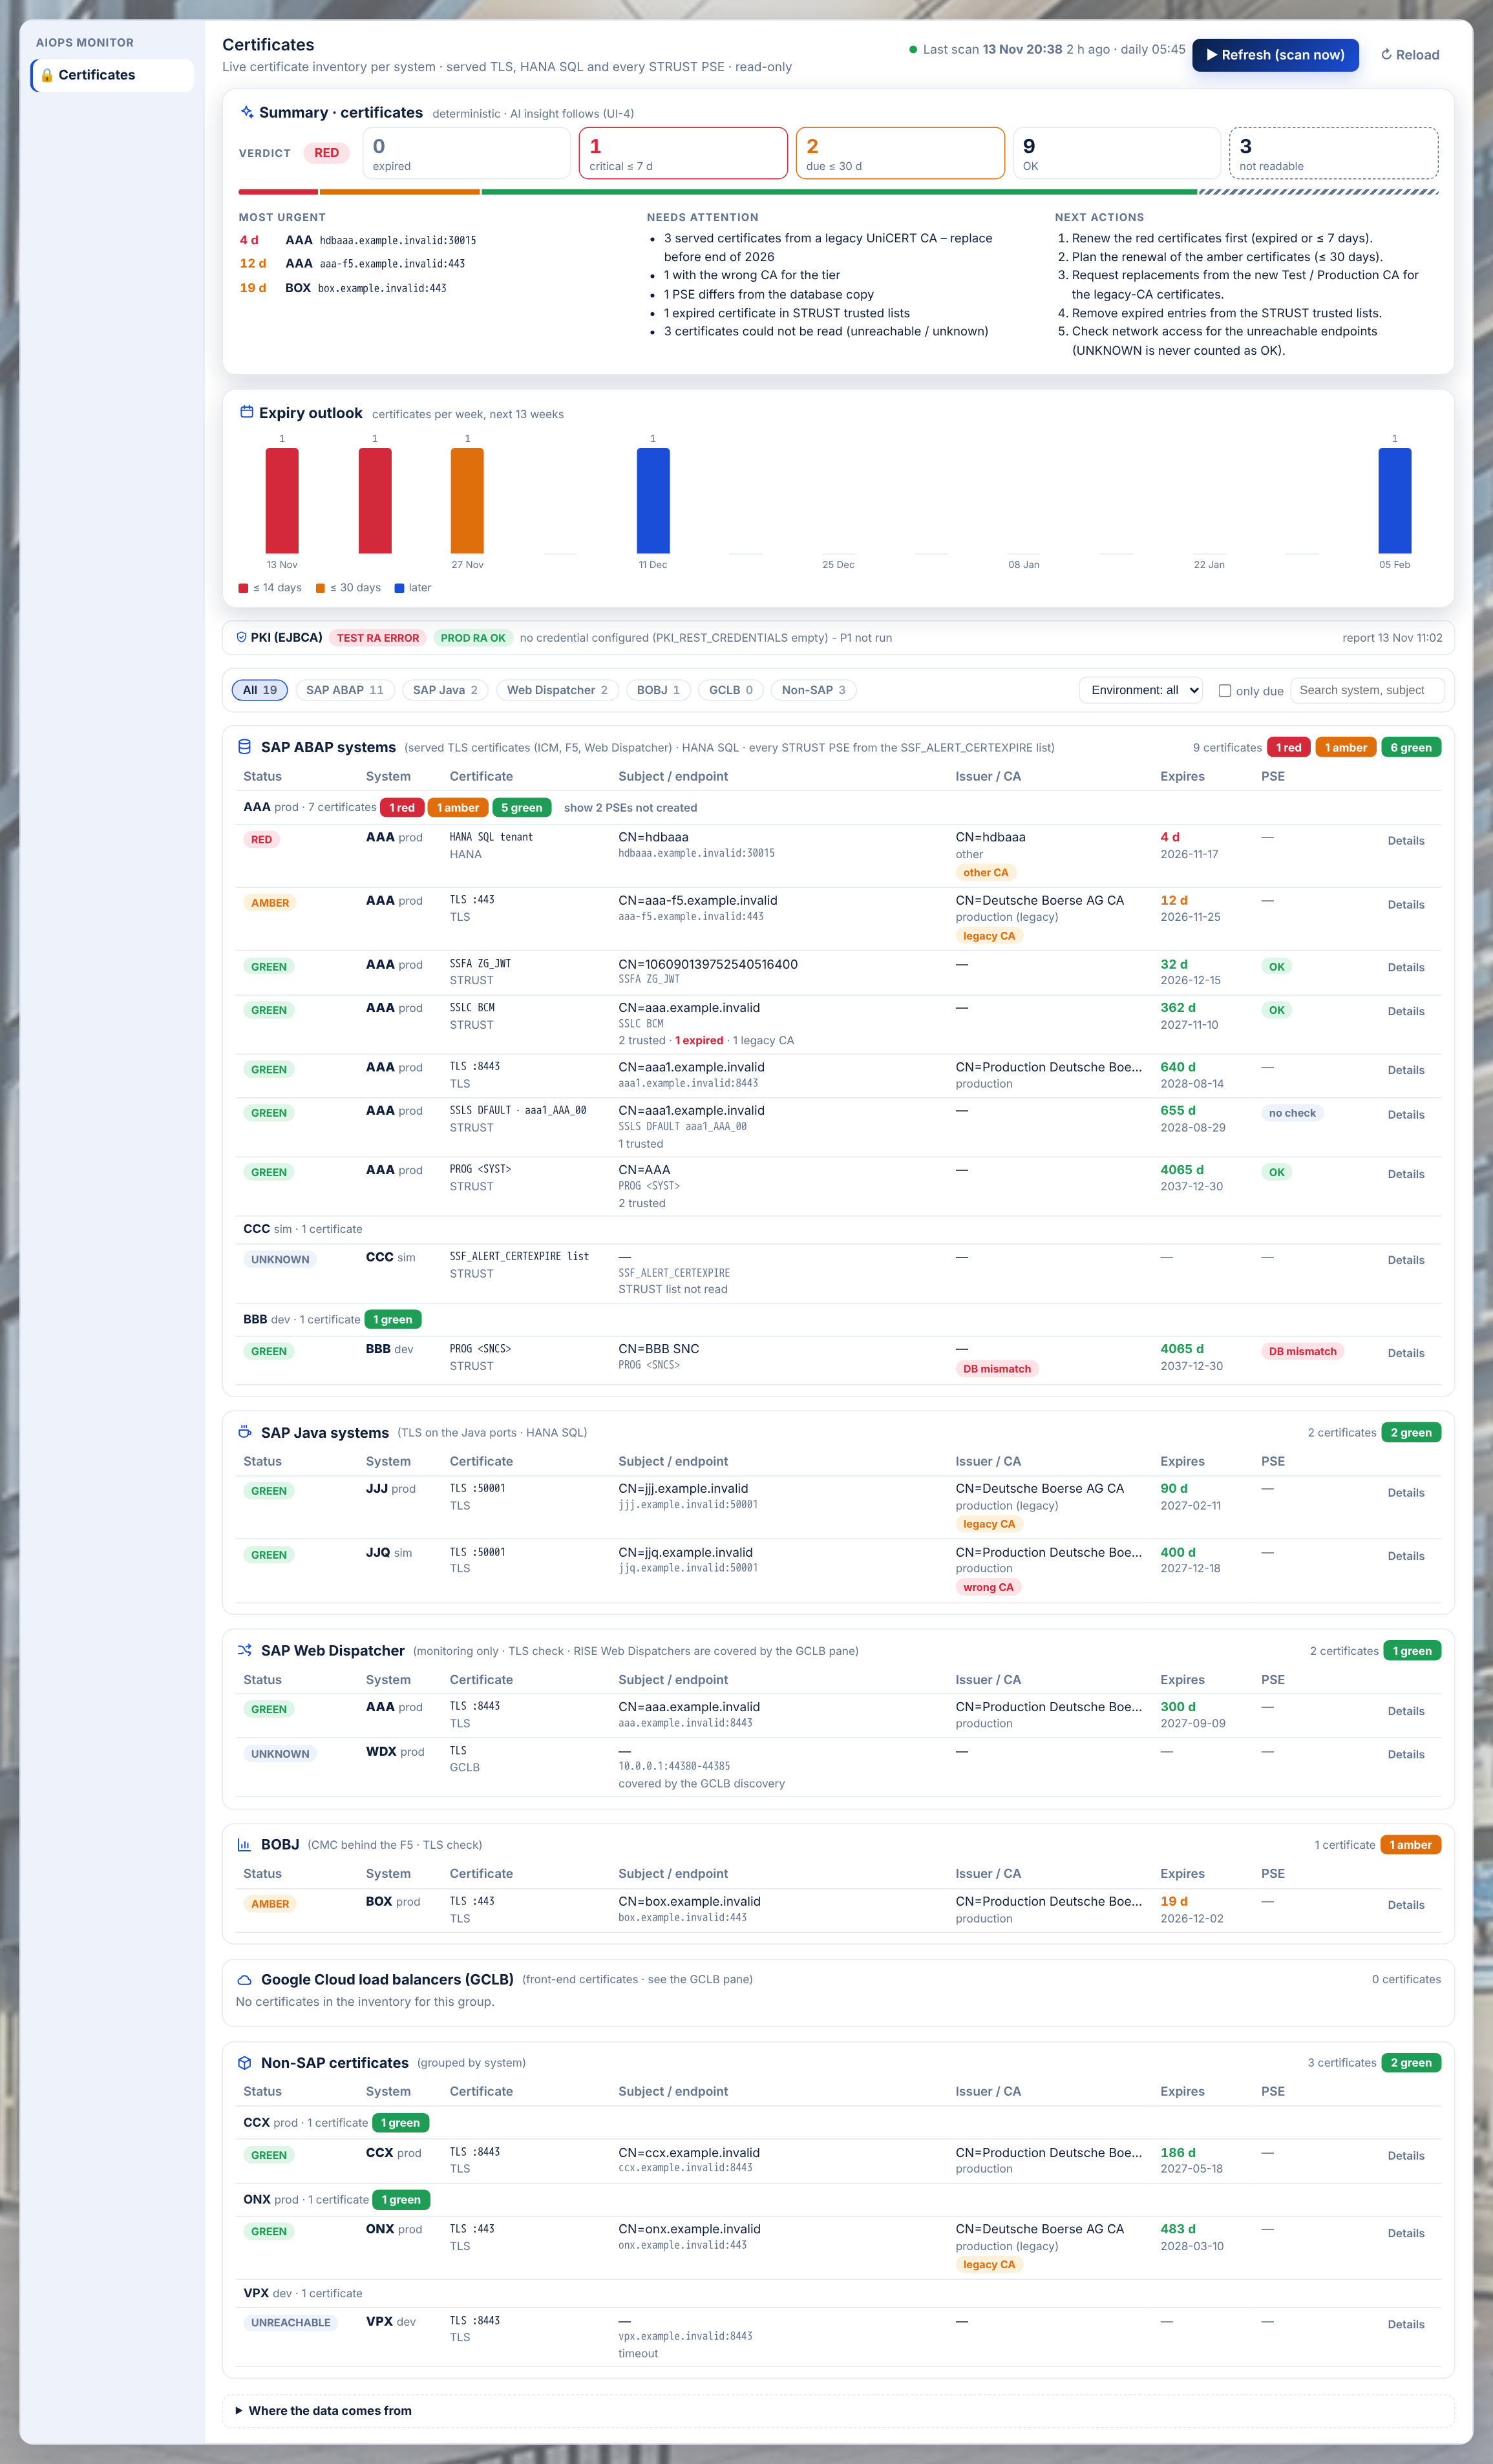 AIOPS MONITOR
🔒 Certificates
Certificates
Live certificate inventory per system · served TLS, HANA SQL and every STRUST PSE · read-only
Last scan 13 Nov 20:38 2 h ago · daily 05:45
▶ Refresh (scan now)
↻ Reload
Summary · certificates deterministic · AI insight follows (UI-4)
VERDICT RED
0 expired
1 critical ≤ 7 d
2 due ≤ 30 d
9 OK
3 not readable
MOST URGENT
4 d AAA hdbaaa.example.invalid:30015
12 d AAA aaa-f5.example.invalid:443
19 d BOX box.example.invalid:443
NEEDS ATTENTION
• 3 served certificates from a legacy UniCERT CA – replace
before end of 2026
• 1 with the wrong CA for the tier
• 1 PSE differs from the database copy
• 1 expired certificate in STRUST trusted lists
• 3 certificates could not be read (unreachable / unknown)
NEXT ACTIONS
1. Renew the red certificates first (expired or ≤ 7 days).
2. Plan the renewal of the amber certificates (≤ 30 days).
3. Request replacements from the new Test / Production CA for
the legacy-CA certificates.
4. Remove expired entries from the STRUST trusted lists.
5. Check network access for the unreachable endpoints
(UNKNOWN is never counted as OK).
Expiry outlook certificates per week, next 13 weeks
1 1 1 1 1
13 Nov 27 Nov 11 Dec 25 Dec 08 Jan 22 Jan 05 Feb
≤ 14 days ≤ 30 days later
PKI (EJBCA) TEST RA ERROR PROD RA OK no credential configured (PKI_REST_CREDENTIALS empty) - P1 not run report 13 Nov 11:02
All 19 SAP ABAP 11 SAP Java 2 Web Dispatcher 2 BOBJ 1 GCLB 0 Non-SAP 3 Environment: all only due Search system, subject
SAP ABAP systems (served TLS certificates (ICM, F5, Web Dispatcher) · HANA SQL · every STRUST PSE from the SSF_ALERT_CERTEXPIRE list) 9 certificates 1 red 1 amber 6 green
Status System Certificate Subject / endpoint Issuer / CA Expires PSE
AAA prod · 7 certificates 1 red 1 amber 5 green show 2 PSEs not created
RED AAA prod HANA SQL tenant CN=hdbaaa CN=hdbaaa 4 d — Details
HANA hdbaaa.example.invalid:30015 other 2026-11-17
other CA
AMBER AAA prod TLS :443 CN=aaa-f5.example.invalid CN=Deutsche Boerse AG CA 12 d — Details
TLS aaa-f5.example.invalid:443 production (legacy) 2026-11-25
legacy CA
GREEN AAA prod SSFA ZG_JWT CN=106090139752540516400 — 32 d OK Details
STRUST SSFA ZG_JWT 2026-12-15
GREEN AAA prod SSLC BCM CN=aaa.example.invalid — 362 d OK Details
STRUST SSLC BCM 2027-11-10
2 trusted · 1 expired · 1 legacy CA
GREEN AAA prod TLS :8443 CN=aaa1.example.invalid CN=Production Deutsche Boe... 640 d — Details
TLS aaa1.example.invalid:8443 production 2028-08-14
GREEN AAA prod SSLS DFAULT · aaa1_AAA_00 CN=aaa1.example.invalid — 655 d no check Details
STRUST SSLS DFAULT aaa1_AAA_00 2028-08-29
1 trusted
GREEN AAA prod PROG <SYST> CN=AAA — 4065 d OK Details
STRUST PROG <SYST> 2037-12-30
2 trusted
CCC sim · 1 certificate
UNKNOWN CCC sim SSF_ALERT_CERTEXPIRE list — — — — Details
STRUST SSF_ALERT_CERTEXPIRE
STRUST list not read
BBB dev · 1 certificate 1 green
GREEN BBB dev PROG <SNCS> CN=BBB SNC — 4065 d DB mismatch Details
STRUST PROG <SNCS> DB mismatch 2037-12-30
SAP Java systems (TLS on the Java ports · HANA SQL) 2 certificates 2 green
Status System Certificate Subject / endpoint Issuer / CA Expires PSE
GREEN JJJ prod TLS :50001 CN=jjj.example.invalid CN=Deutsche Boerse AG CA 90 d — Details
TLS jjj.example.invalid:50001 production (legacy) 2027-02-11
legacy CA
GREEN JJQ sim TLS :50001 CN=jjq.example.invalid CN=Production Deutsche Boe... 400 d — Details
TLS jjq.example.invalid:50001 production 2027-12-18
wrong CA
SAP Web Dispatcher (monitoring only · TLS check · RISE Web Dispatchers are covered by the GCLB pane) 2 certificates 1 green
Status System Certificate Subject / endpoint Issuer / CA Expires PSE
GREEN AAA prod TLS :8443 CN=aaa.example.invalid CN=Production Deutsche Boe... 300 d — Details
TLS aaa.example.invalid:8443 production 2027-09-09
UNKNOWN WDX prod TLS — — — — Details
GCLB 10.0.0.1:44380-44385
covered by the GCLB discovery
BOBJ (CMC behind the F5 · TLS check) 1 certificate 1 amber
Status System Certificate Subject / endpoint Issuer / CA Expires PSE
AMBER BOX prod TLS :443 CN=box.example.invalid CN=Production Deutsche Boe... 19 d — Details
TLS box.example.invalid:443 production 2026-12-02
Google Cloud load balancers (GCLB) (front-end certificates · see the GCLB pane) 0 certificates
No certificates in the inventory for this group.
Non-SAP certificates (grouped by system) 3 certificates 2 green
Status System Certificate Subject / endpoint Issuer / CA Expires PSE
CCX prod · 1 certificate 1 green
GREEN CCX prod TLS :8443 CN=ccx.example.invalid CN=Production Deutsche Boe... 186 d — Details
TLS ccx.example.invalid:8443 production 2027-05-18
ONX prod · 1 certificate 1 green
GREEN ONX prod TLS :443 CN=onx.example.invalid CN=Deutsche Boerse AG CA 483 d — Details
TLS onx.example.invalid:443 production (legacy) 2028-03-10
legacy CA
VPX dev · 1 certificate
UNREACHABLE VPX dev TLS :8443 — — — — Details
TLS vpx.example.invalid:8443
timeout
▶ Where the data comes from